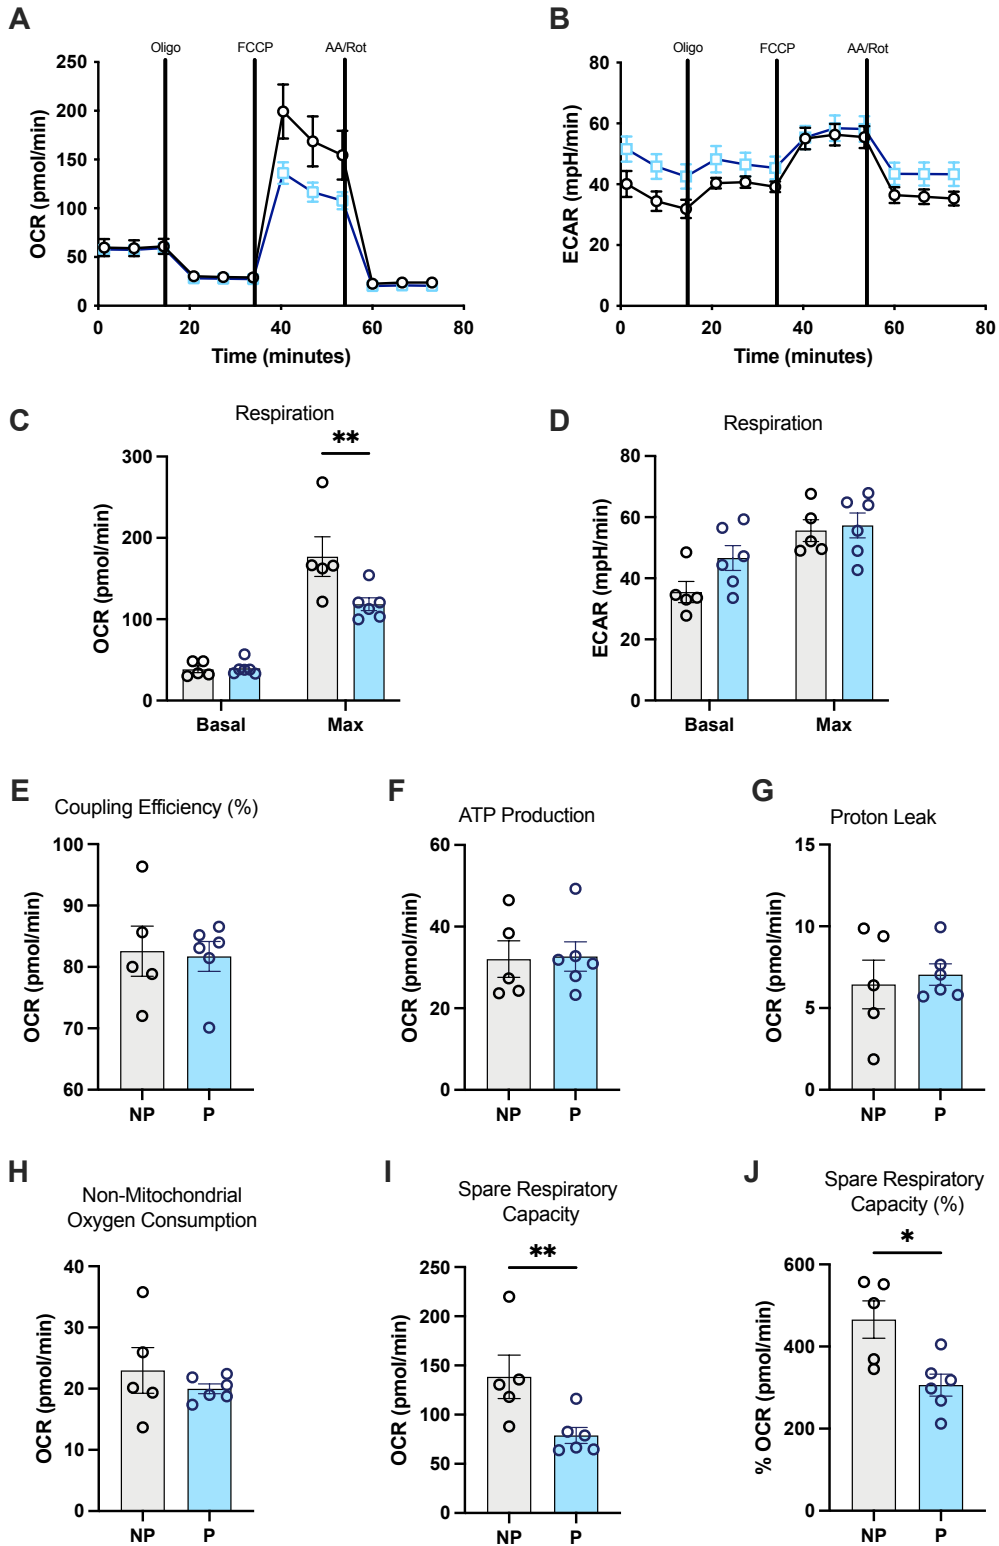 A
Oligo FCCP AA/Rot
OCR (pmol/min)
250
200
150
100
50
0
0 20 40 60 80
Time (minutes)
B
Oligo FCCP AA/Rot
ECAR (mpH/min)
80
60
40
20
0
0 20 40 60 80
Time (minutes)
C
Respiration
**
OCR (pmol/min)
300
200
100
0
Basal Max
D
Respiration
ECAR (mpH/min)
80
60
40
20
0
Basal Max
E
Coupling Efficiency (%)
OCR (pmol/min)
100
90
80
70
60
NP P
F
ATP Production
OCR (pmol/min)
60
40
20
0
NP P
G
Proton Leak
OCR (pmol/min)
15
10
5
0
NP P
H
Non-Mitochondrial
Oxygen Consumption
OCR (pmol/min)
40
30
20
10
0
NP P
I
Spare Respiratory
Capacity
**
OCR (pmol/min)
250
200
150
100
50
0
NP P
J
Spare Respiratory
Capacity (%)
*
% OCR (pmol/min)
600
400
200
0
NP P